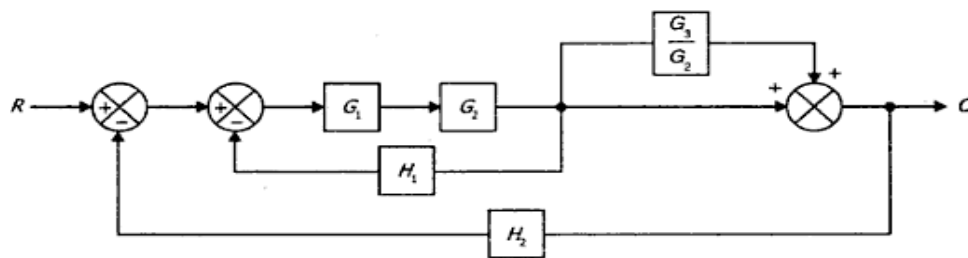 G₃
G₂
+
R
+
−
+
−
G₁
G₂
+
C
H₁
H₂